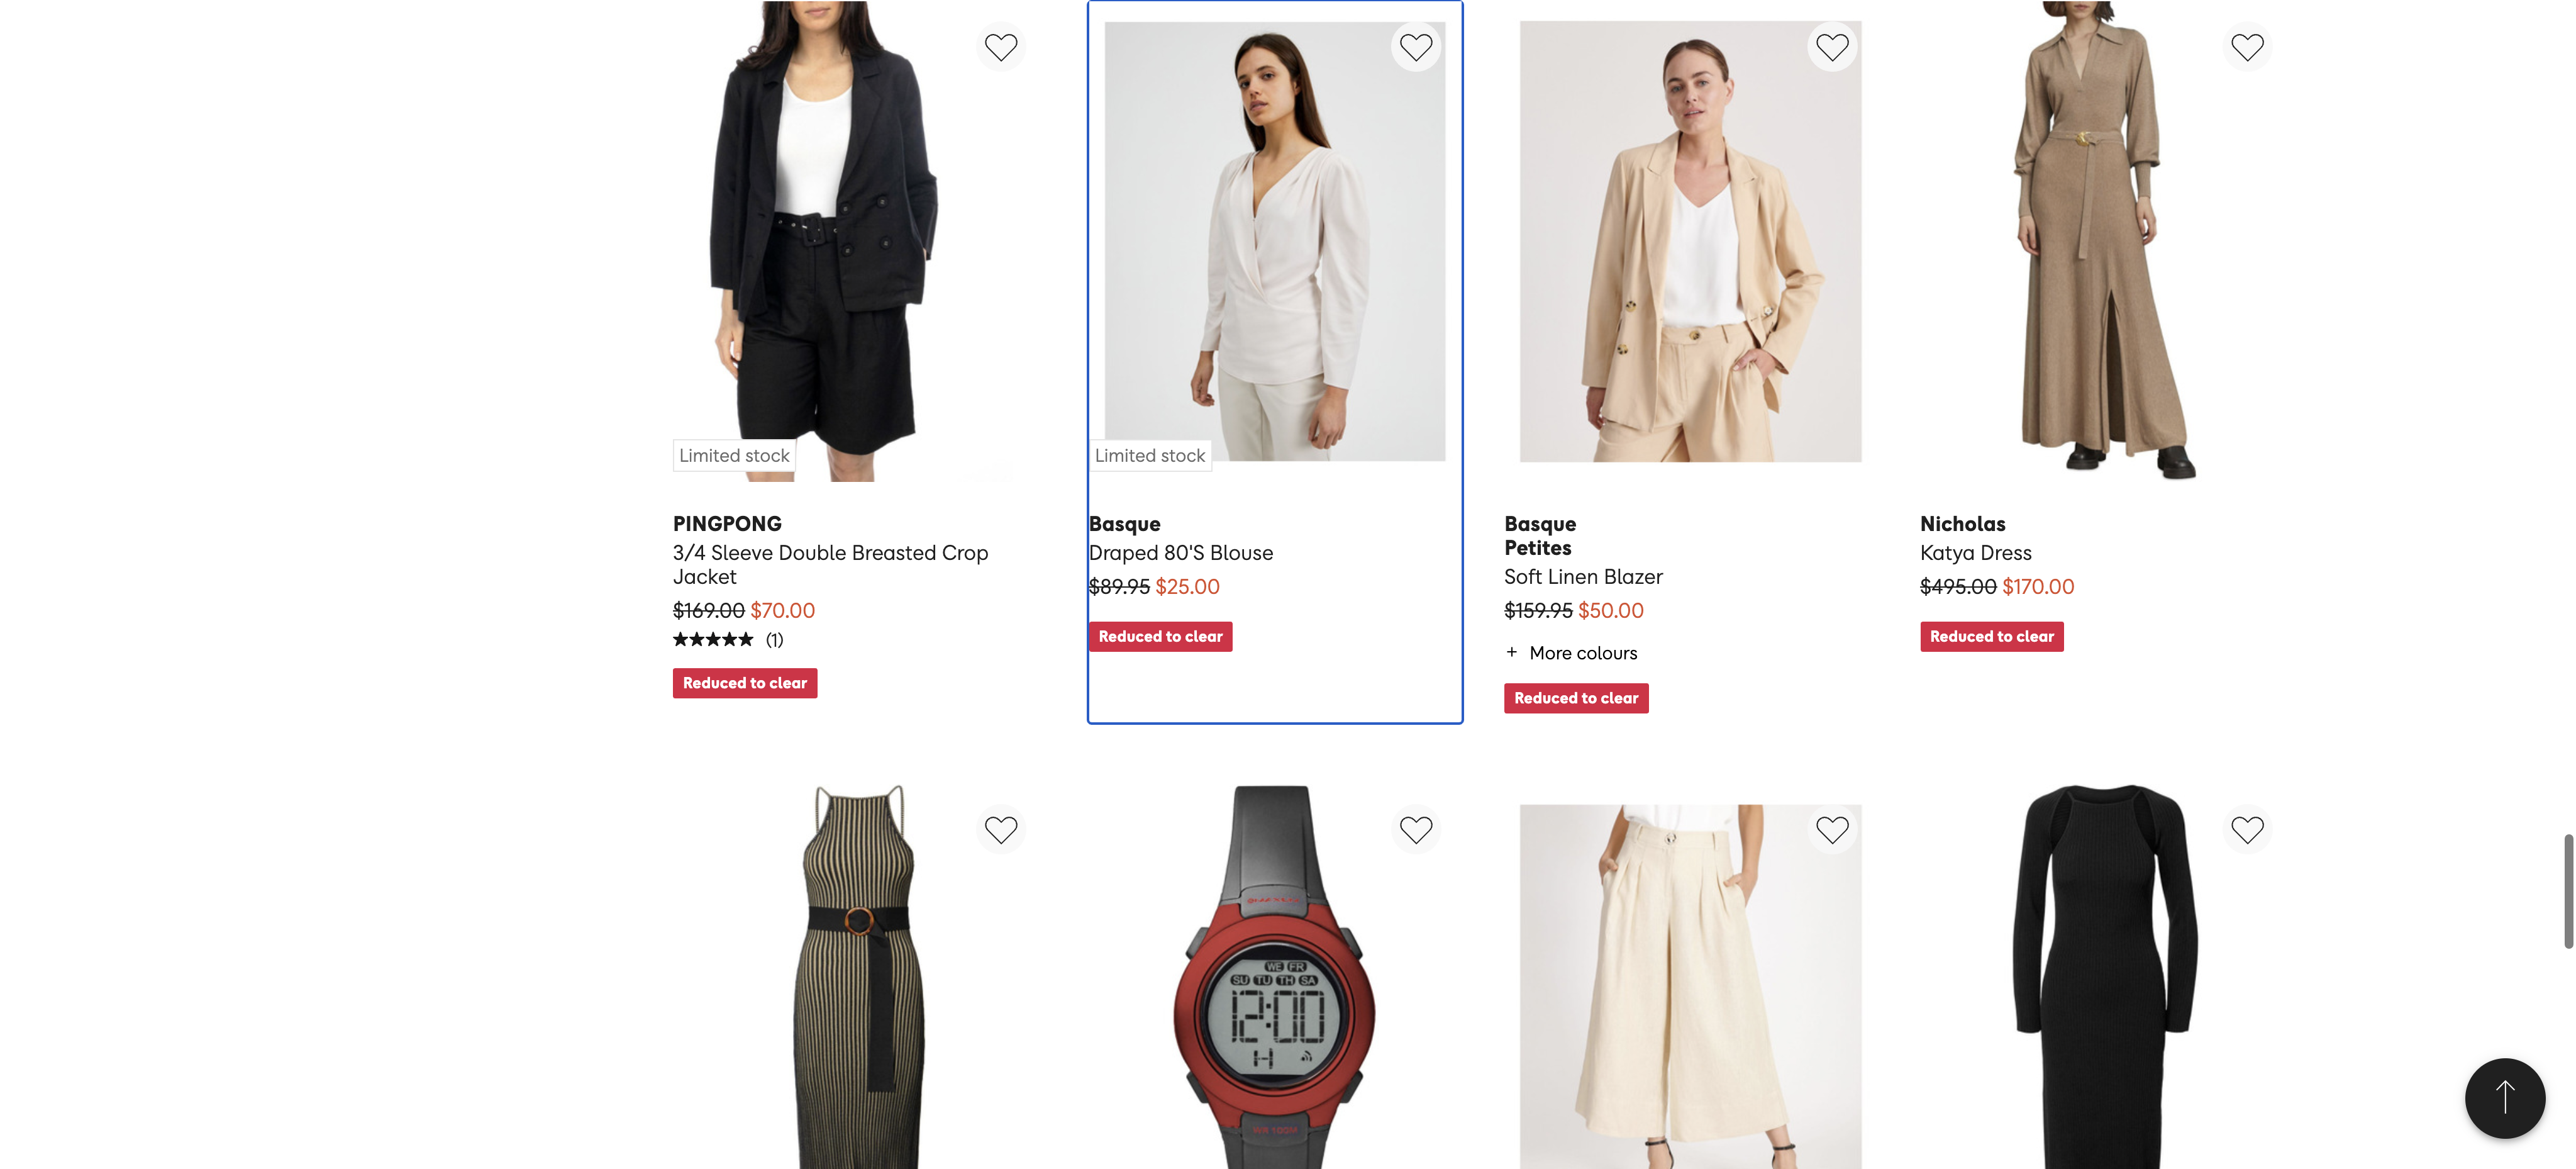 Limited stock
PINGPONG
3/4 Sleeve Double Breasted Crop
Jacket
$169.00 $70.00
(1)
Reduced to clear
Limited stock
Basque
Draped 80'S Blouse
$89.95 $25.00
Reduced to clear
Basque
Petites
Soft Linen Blazer
$159.95 $50.00
+ More colours
Reduced to clear
Nicholas
Katya Dress
$495.00 $170.00
Reduced to clear
WE FR
SU TU TH SA
12:00
H
WR 100M